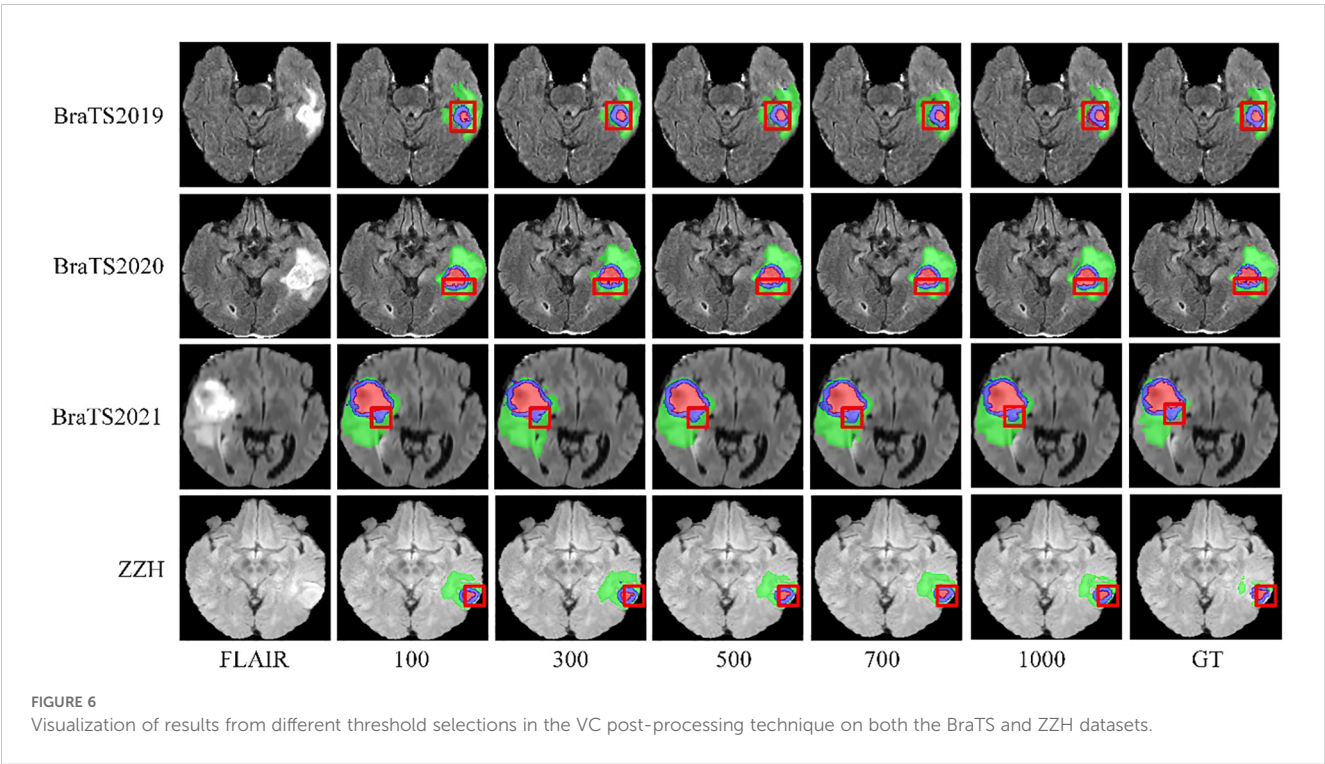 BraTS2019
BraTS2020
BraTS2021
ZZH
FLAIR 100 300 500 700 1000 GT
FIGURE 6
Visualization of results from different threshold selections in the VC post-processing technique on both the BraTS and ZZH datasets.